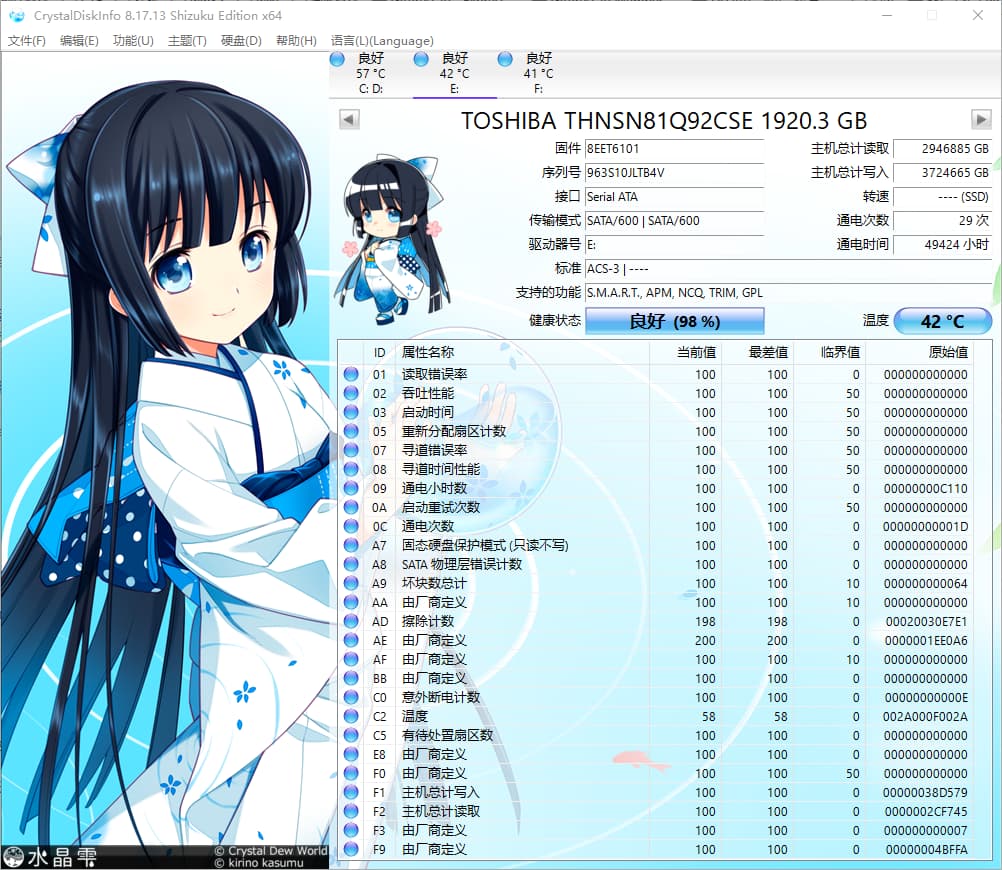 CrystalDiskInfo 8.17.13 Shizuku Edition x64
文件(F) 编辑(E) 功能(U) 主题(T) 硬盘(D) 帮助(H) 语言(L)(Language)
良好 良好 良好
57 °C 42 °C 41 °C
C: D: E: F:
TOSHIBA THNSN81Q92CSE 1920.3 GB
固件 8EET6101 主机总计读取 2946885 GB
序列号 963S10JLTB4V 主机总计写入 3724665 GB
接口 Serial ATA 转速 ---- (SSD)
传输模式 SATA/600 | SATA/600 通电次数 29 次
驱动器号 E: 通电时间 49424 小时
标准 ACS-3 | ----
支持的功能 S.M.A.R.T., APM, NCQ, TRIM, GPL
健康状态 良好 (98 %) 温度 42 °C
ID 属性名称 当前值 最差值 临界值 原始值
01 读取错误率 100 100 0 000000000000
02 吞吐性能 100 100 50 000000000000
03 启动时间 100 100 50 000000000000
05 重新分配扇区计数 100 100 50 000000000000
07 寻道错误率 100 100 50 000000000000
08 寻道时间性能 100 100 50 000000000000
09 通电小时数 100 100 0 00000000C110
0A 启动重试次数 100 100 50 000000000000
0C 通电次数 100 100 0 00000000001D
A7 固态硬盘保护模式 (只读不写) 100 100 0 000000000000
A8 SATA 物理层错误计数 100 100 0 000000000000
A9 坏块数总计 100 100 10 000000000064
AA 由厂商定义 100 100 10 000000000000
AD 擦除计数 198 198 0 00020030E7E1
AE 由厂商定义 200 200 0 0000001EE0A6
AF 由厂商定义 100 100 10 000000000000
BB 由厂商定义 100 100 0 000000000000
C0 意外断电计数 100 100 0 00000000000E
C2 温度 58 58 0 002A000F002A
C5 有待处置扇区数 100 100 0 000000000000
E8 由厂商定义 100 100 0 000000000000
F0 由厂商定义 100 100 50 000000000000
F1 主机总计写入 100 100 0 00000038D579
F2 主机总计读取 100 100 0 0000002CF745
F3 由厂商定义 100 100 0 000000000007
F9 由厂商定义 100 100 0 00000004BFFA
水晶雫
© Crystal Dew World
© kirino kasumu